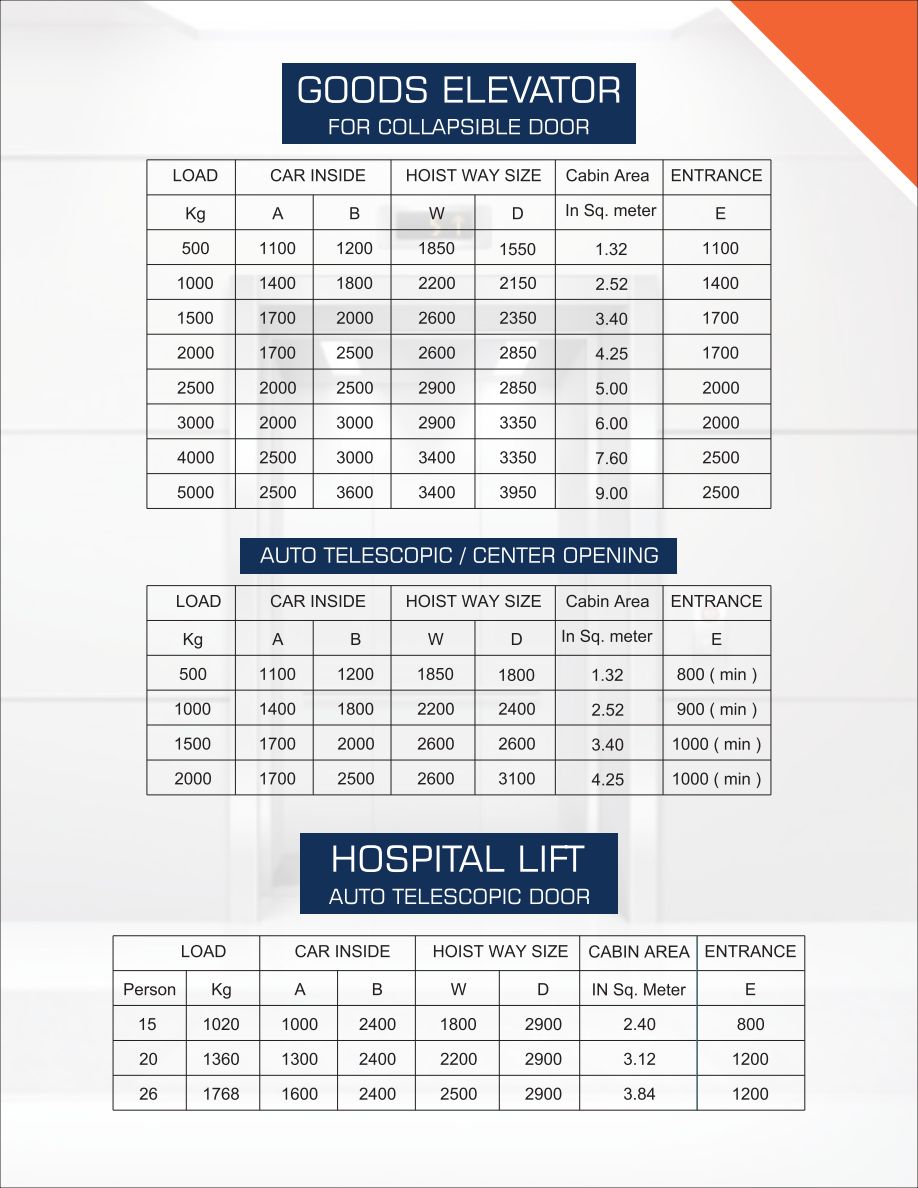 GOODS ELEVATOR
FOR COLLAPSIBLE DOOR
LOAD CAR INSIDE HOIST WAY SIZE Cabin Area ENTRANCE
Kg A B W D In Sq. meter E
500 1100 1200 1850 1550 1.32 1100
1000 1400 1800 2200 2150 2.52 1400
1500 1700 2000 2600 2350 3.40 1700
2000 1700 2500 2600 2850 4.25 1700
2500 2000 2500 2900 2850 5.00 2000
3000 2000 3000 2900 3350 6.00 2000
4000 2500 3000 3400 3350 7.60 2500
5000 2500 3600 3400 3950 9.00 2500
AUTO TELESCOPIC / CENTER OPENING
LOAD CAR INSIDE HOIST WAY SIZE Cabin Area ENTRANCE
Kg A B W D In Sq. meter E
500 1100 1200 1850 1800 1.32 800 ( min )
1000 1400 1800 2200 2400 2.52 900 ( min )
1500 1700 2000 2600 2600 3.40 1000 ( min )
2000 1700 2500 2600 3100 4.25 1000 ( min )
HOSPITAL LIFT
AUTO TELESCOPIC DOOR
LOAD CAR INSIDE HOIST WAY SIZE CABIN AREA ENTRANCE
Person Kg A B W D IN Sq. Meter E
15 1020 1000 2400 1800 2900 2.40 800
20 1360 1300 2400 2200 2900 3.12 1200
26 1768 1600 2400 2500 2900 3.84 1200